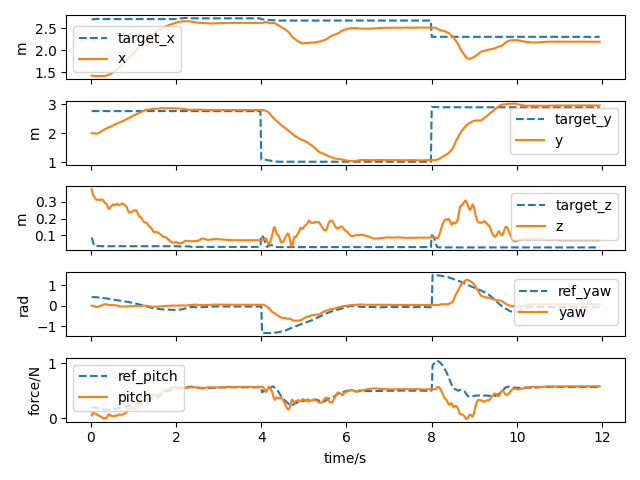 2.5
2.0
1.5
m
target_x
x
3
2
1
m
target_y
y
0.3
0.2
0.1
m
target_z
z
1
0
−1
rad
ref_yaw
yaw
1
0
force/N
ref_pitch
pitch
0 2 4 6 8 10 12
time/s